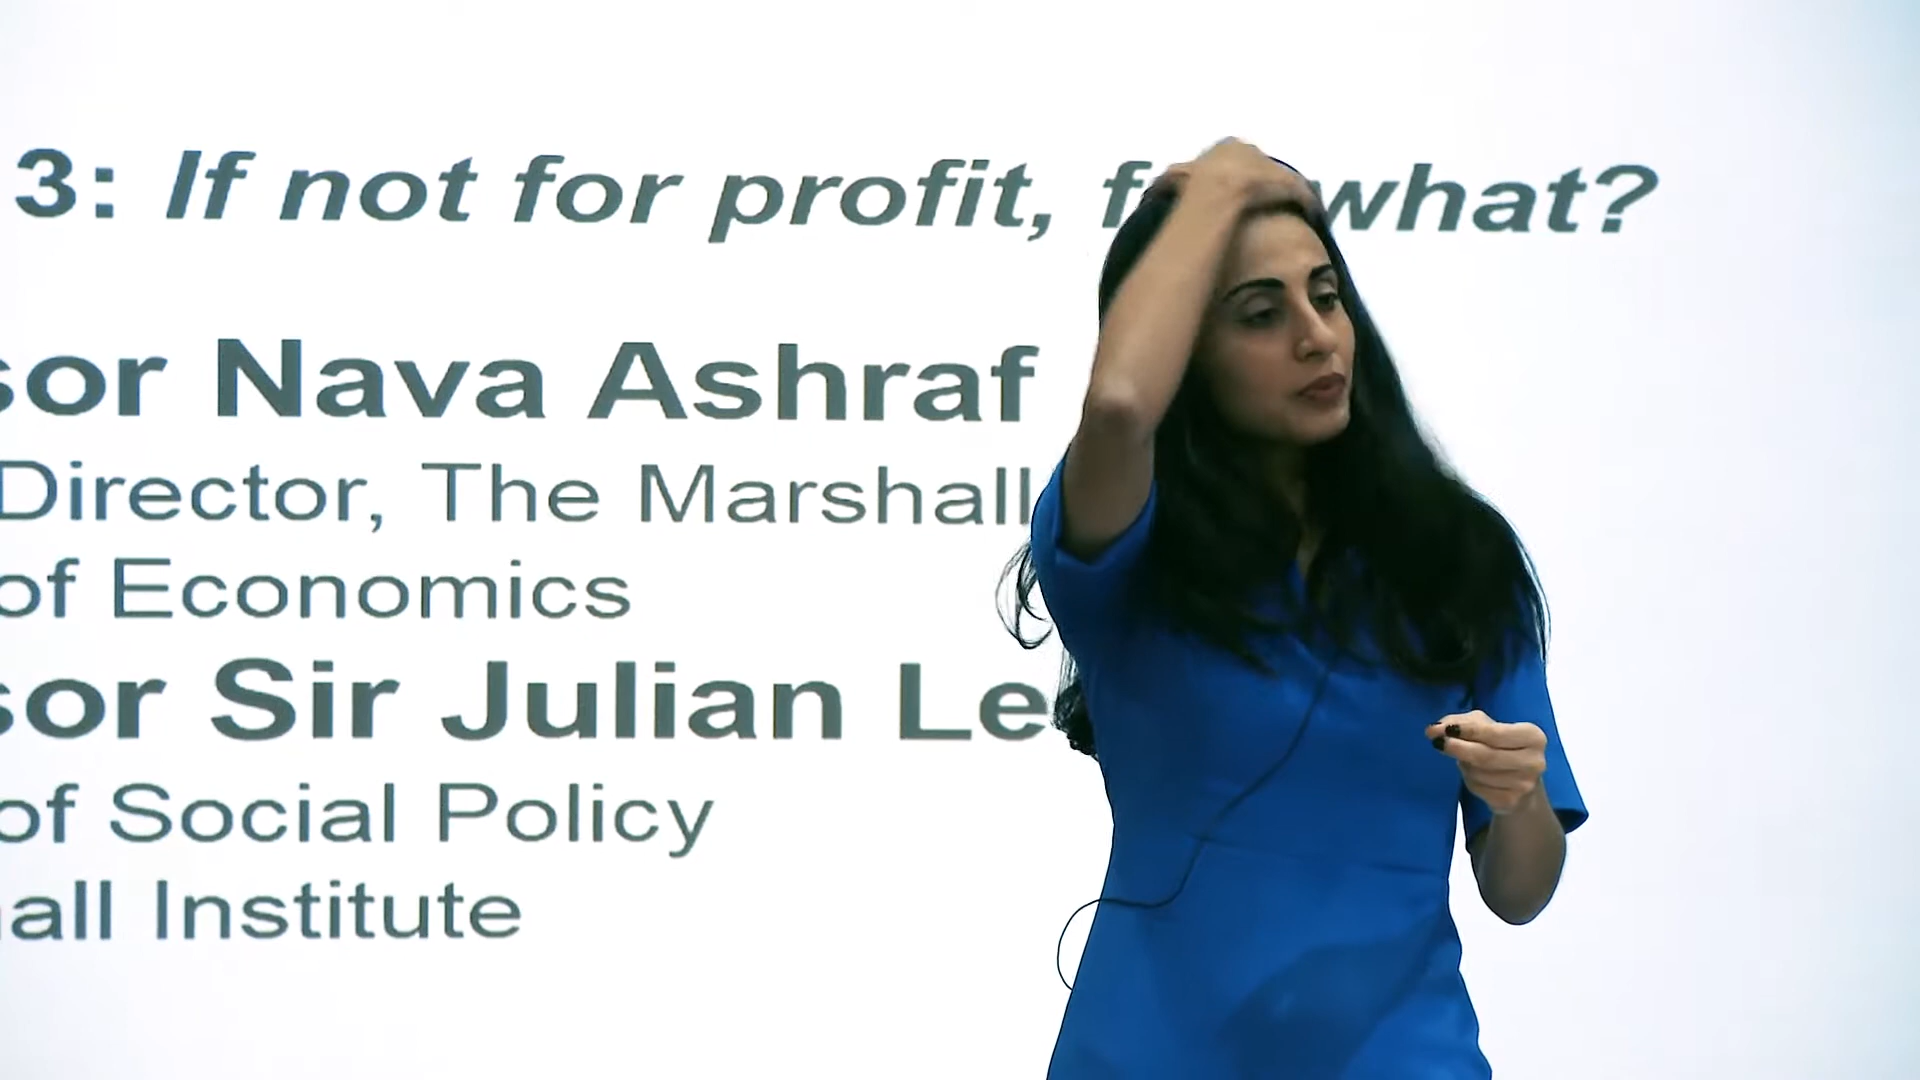 3: If not for profit, f what?
sor Nava Ashraf
Director, The Marshall
of Economics
sor Sir Julian Le
of Social Policy
all Institute